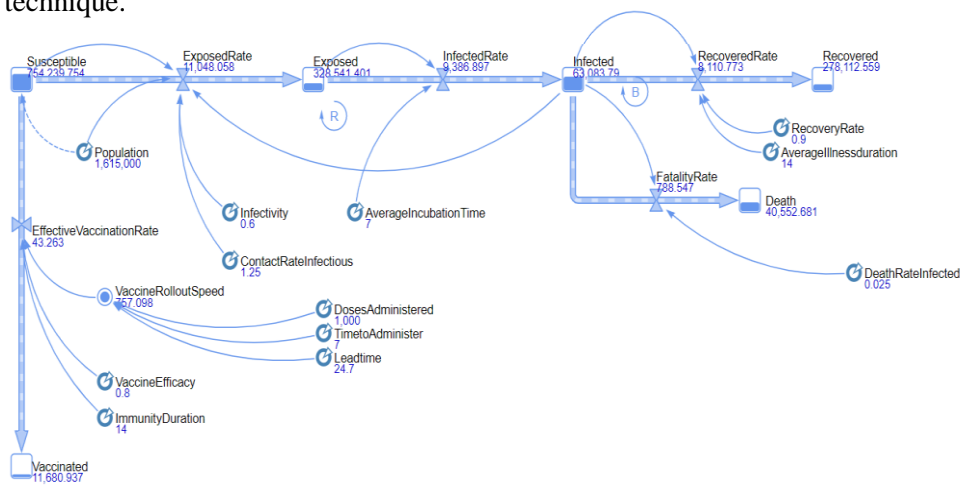 technique.
Susceptible
754,239.754
ExposedRate
11,048.058
Exposed
328,541.401
InfectedRate
9,386.897
Infected
63,083.79
RecoveredRate
8,110.773
Recovered
278,112.559
R
B
Population
1,615,000
RecoveryRate
0.9
AverageIllnessduration
14
FatalityRate
788.547
Death
40,552.681
Infectivity
0.6
AverageIncubationTime
7
EffectiveVaccinationRate
43.263
ContactRateInfectious
1.25
DeathRateInfected
0.025
VaccineRolloutSpeed
757.098
DosesAdministered
1,000
TimetoAdminister
7
Leadtime
24.7
VaccineEfficacy
0.8
ImmunityDuration
14
Vaccinated
11,680.937